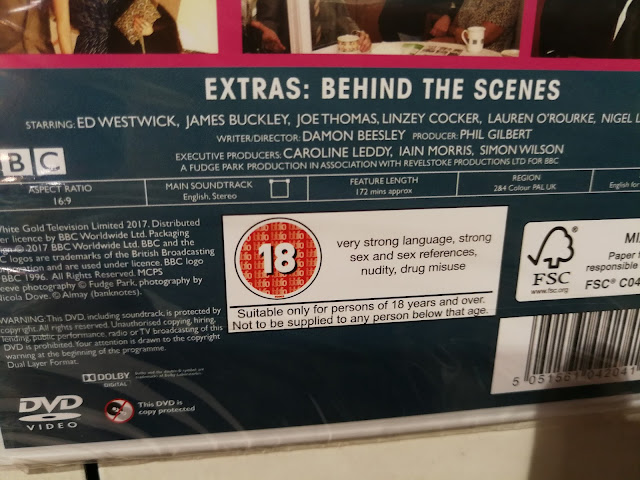 EXTRAS: BEHIND THE SCENES
STARRING: ED WESTWICK, JAMES BUCKLEY, JOE THOMAS, LINZEY COCKER, LAUREN O'ROURKE, NIGEL
WRITER/DIRECTOR: DAMON BEESLEY PRODUCER: PHIL GILBERT
EXECUTIVE PRODUCERS: CAROLINE LEDDY, IAIN MORRIS, SIMON WILSON
A FUDGE PARK PRODUCTION IN ASSOCIATION WITH REVELSTOKE PRODUCTIONS LTD FOR BBC
BBC
ASPECT RATIO
16:9
MAIN SOUNDTRACK
English, Stereo
FEATURE LENGTH
172 mins approx
REGION
284 Colour PAL UK
English for
White Gold Television Limited 2017. Distributed
licence by BBC Worldwide Ltd. Packaging
© 2017 BBC Worldwide Ltd. BBC and the
logos are trademarks of the British Broadcasting
and are used under licence. BBC logo
BBC 1996. All Rights Reserved. MCPS
photography © Fudge Park, photography by
Nicola Dove. © Almay (banknotes).
WARNING: This DVD, including soundtrack, is protected by
copyright. All rights reserved. Unauthorised copying, hiring,
lending, public performance, radio or TV broadcasting of this
DVD is prohibited. Your attention is drawn to the copyright
warning at the beginning of the programme.
Dual Layer Format.
18
very strong language, strong
sex and sex references,
nudity, drug misuse
Suitable only for persons of 18 years and over.
Not to be supplied to any person below that age.
FSC
www.fsc.org
Paper
responsible
FSC® C04
5 051561 04204
DVD
VIDEO
DOLBY
DIGITAL
This DVD is
copy protected